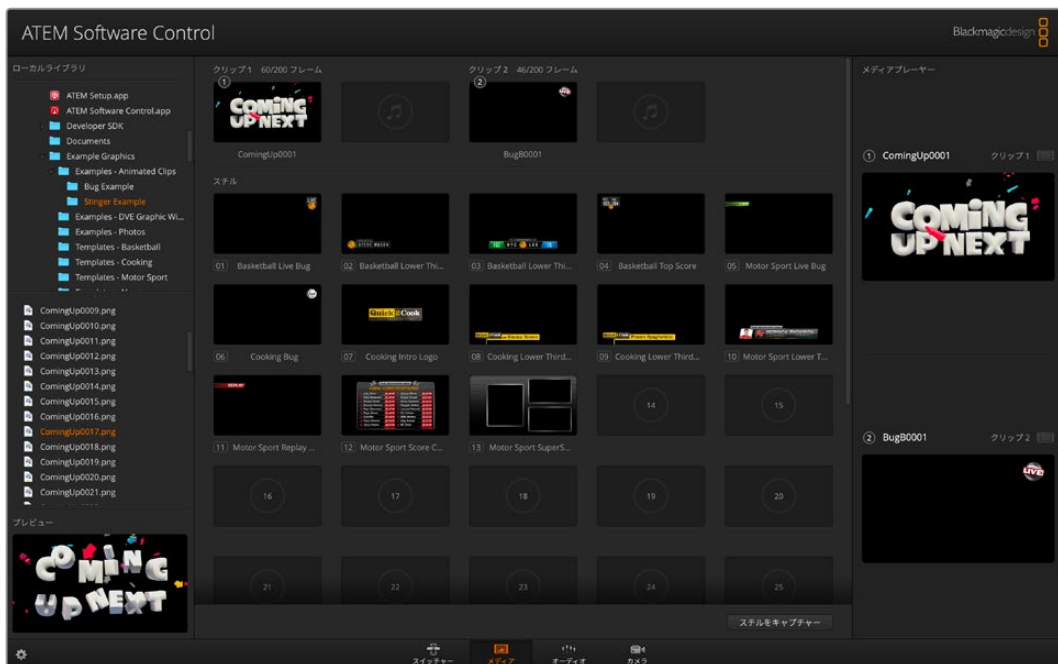 ATEM Software Control
Blackmagicdesign
ローカルライブラリ
ATEM Setup.app
ATEM Software Control.app
Developer SDK
Documents
Example Graphics
Examples - Animated Clips
Bug Example
Stinger Example
Examples - DVE Graphic Wi...
Examples - Photos
Templates - Basketball
Templates - Cooking
Templates - Motor Sport
ComingUp0009.png
ComingUp0010.png
ComingUp0011.png
ComingUp0012.png
ComingUp0013.png
ComingUp0014.png
ComingUp0015.png
ComingUp0016.png
ComingUp0017.png
ComingUp0018.png
ComingUp0019.png
ComingUp0020.png
ComingUp0021.png
プレビュー
COMING
UP NEXT
クリップ 1 60/200 フレーム
クリップ 2 46/200 フレーム
1
2
COMING
UP NEXT
ComingUp0001
BugB0001
スチル
01 Basketball Live Bug
02 Basketball Lower Thi...
03 Basketball Lower Thi...
04 Basketball Top Score
05 Motor Sport Live Bug
Quick Cook
06 Cooking Bug
07 Cooking Intro Logo
08 Cooking Lower Third...
09 Cooking Lower Third...
10 Motor Sport Lower T...
REPLAY
11 Motor Sport Replay ...
12 Motor Sport Score C...
13 Motor Sport SuperS...
14
15
16
17
18
19
20
21
22
23
24
25
スチルをキャプチャー
メディアプレーヤー
1 ComingUp0001 クリップ 1
COMING
UP NEXT
2 BugB0001 クリップ 2
LIVE
スイッチャー
メディア
オーディオ
カメラ